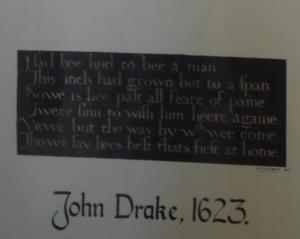 Had hee liud to bee a man
This inch had grown but to a span
Nowe is hee past all feare of paine
Twere sinn to wish him heere againe
Vewe but the way by wch wee come
Thowt say hees best thats first at home
John Drake, 1623.